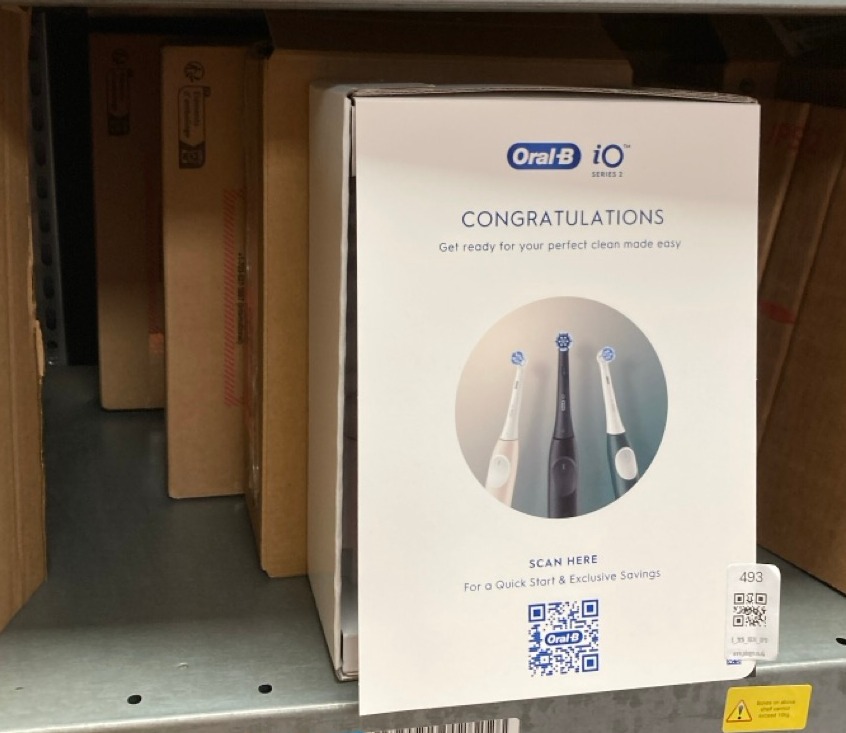 Oral-B iO™
SERIES 2
CONGRATULATIONS
Get ready for your perfect clean made easy
SCAN HERE
For a Quick Start & Exclusive Savings
Oral-B
493